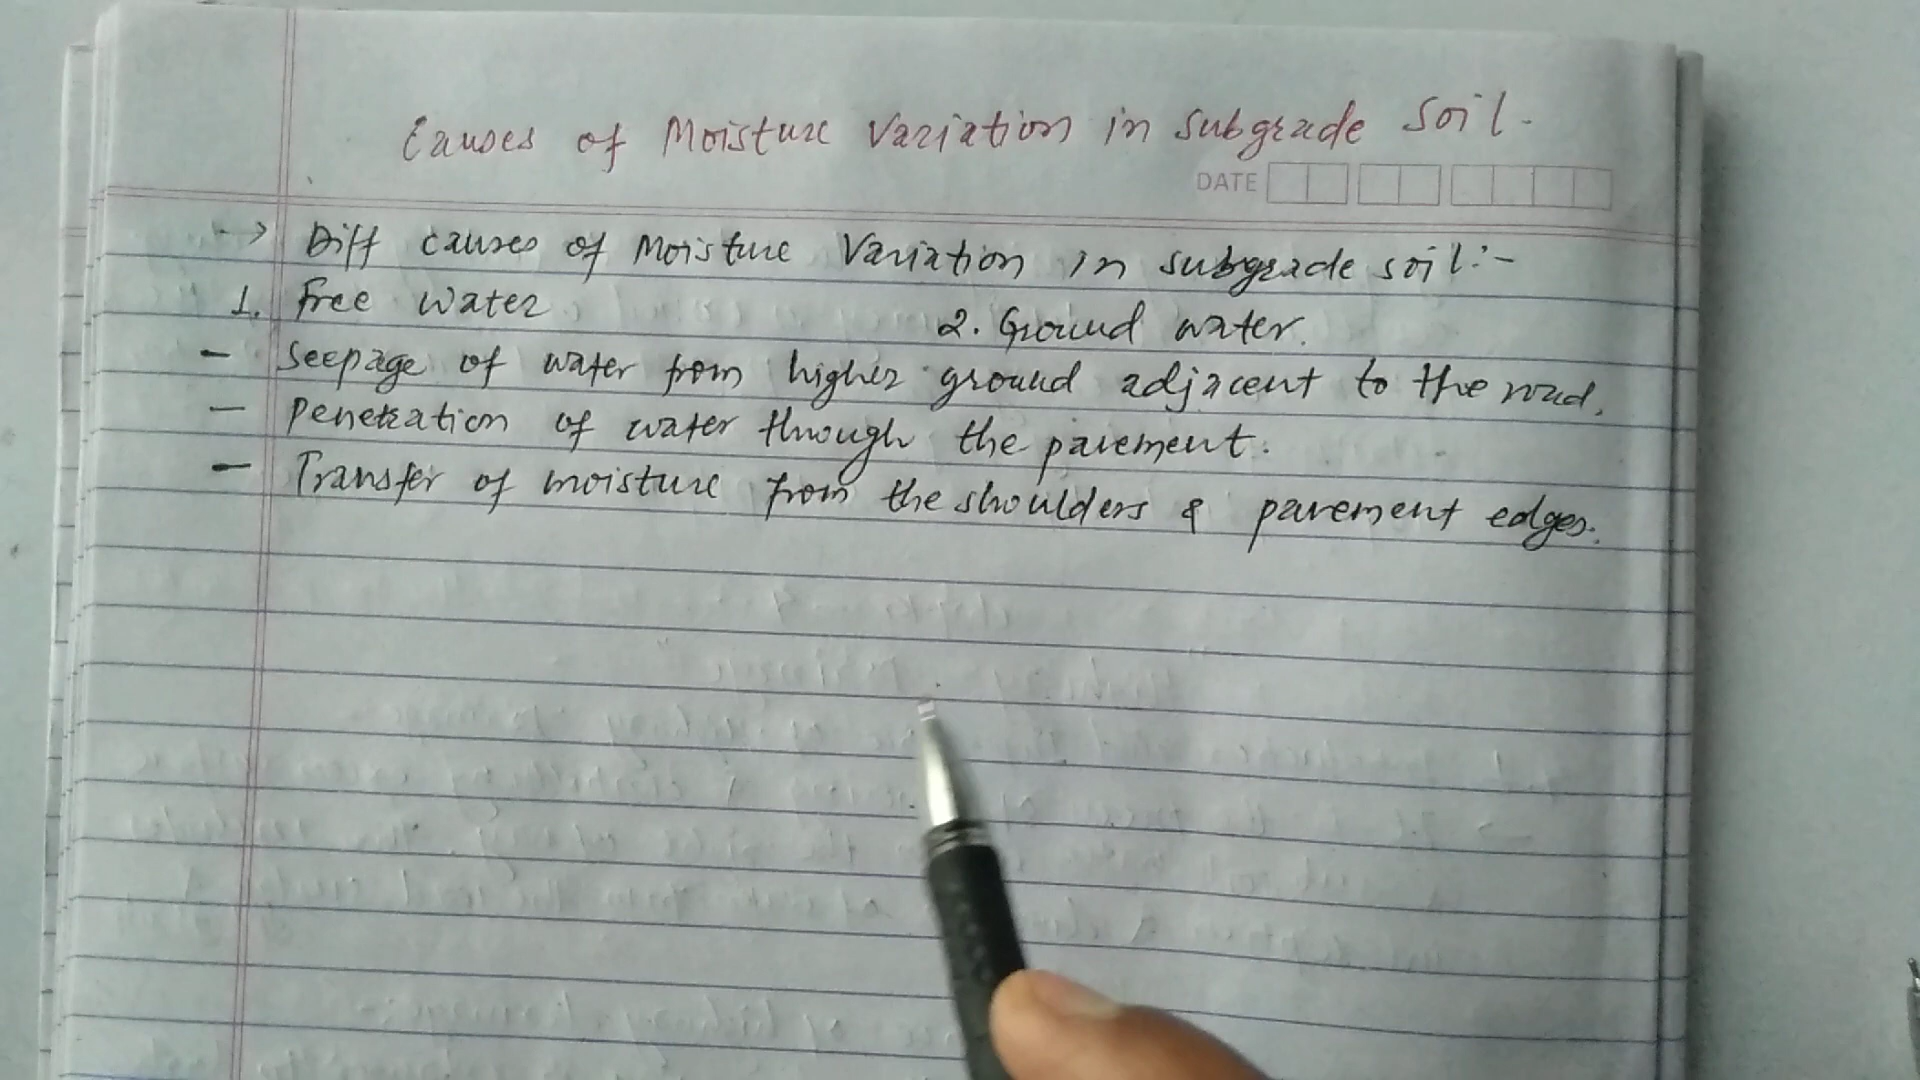 Causes of Moisture Variation in Subgrade Soil.
DATE
→ Diff causes of Moisture Variation in subgrade soil:-
1. Free water 2. Ground water.
- Seepage of water from higher ground adjacent to the road.
- Penetration of water through the pavement.
- Transfer of moisture from the shoulders & pavement edges.